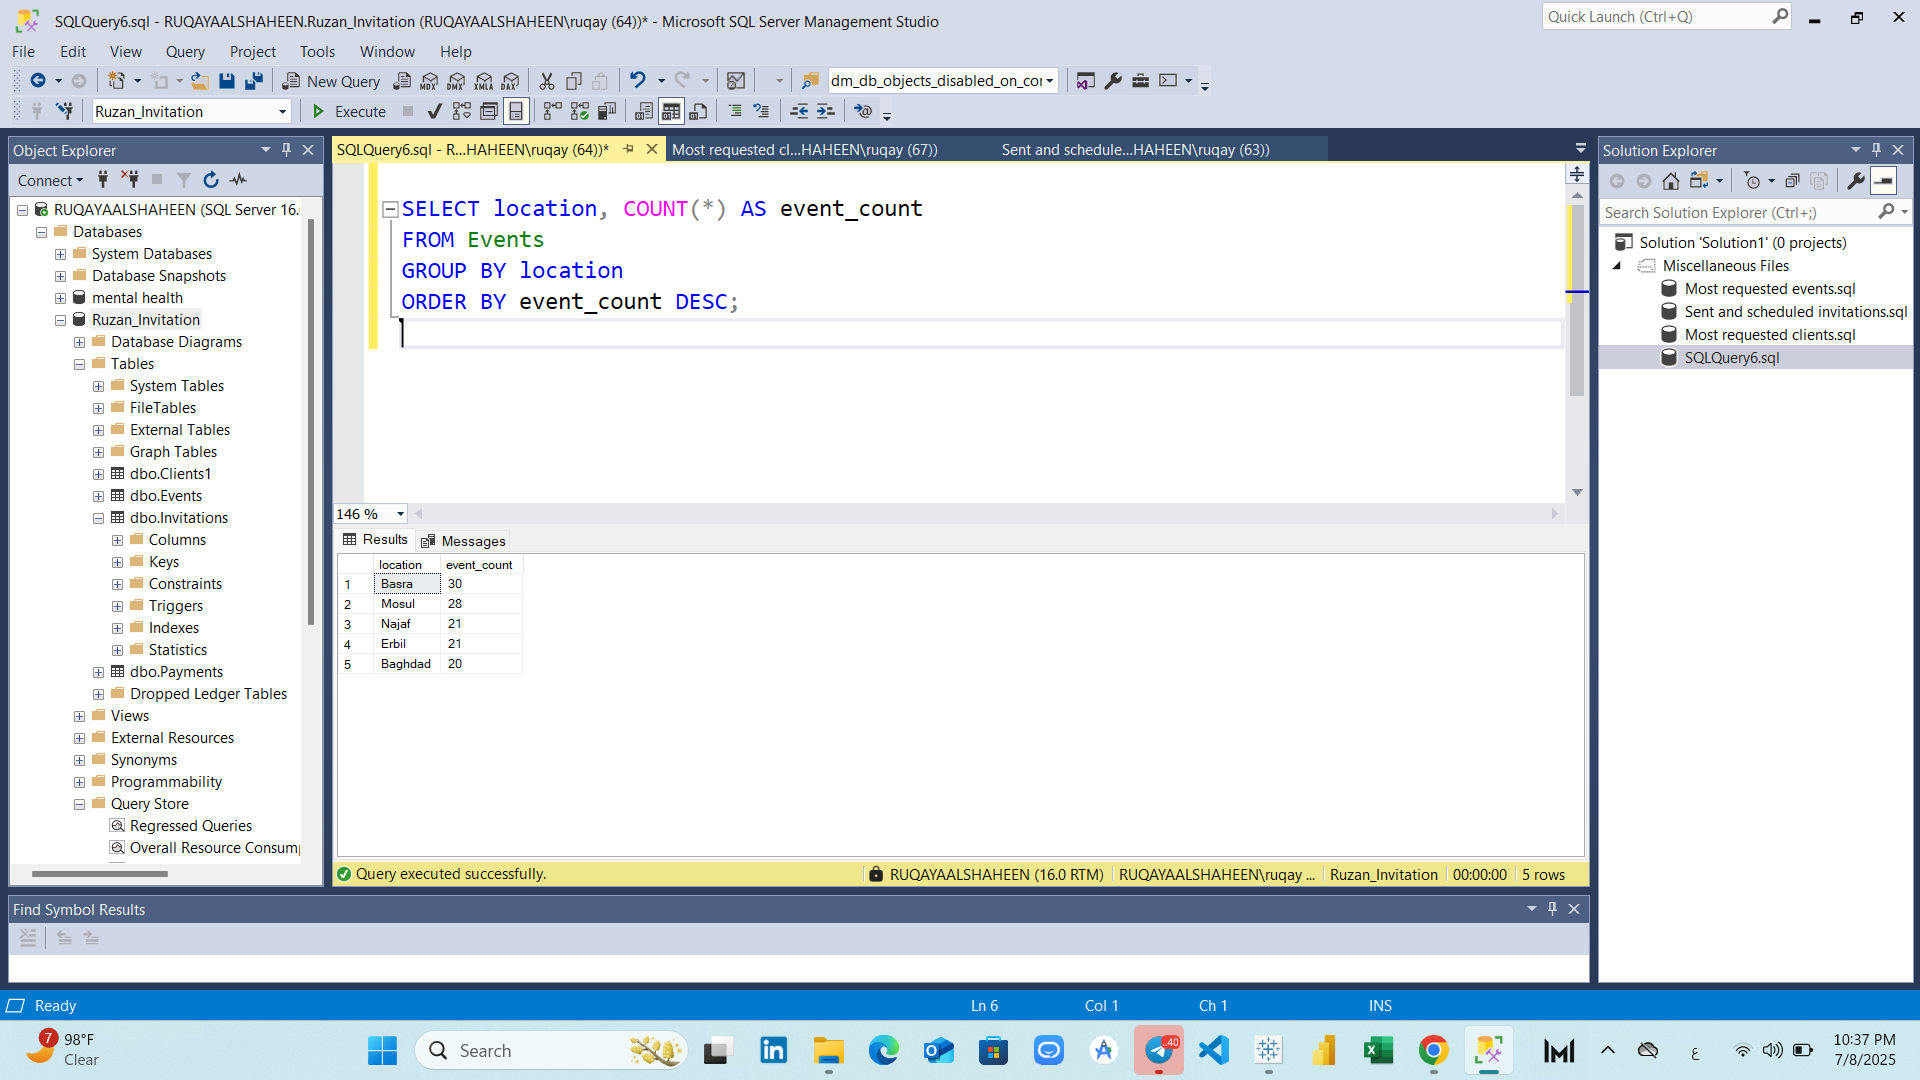 SQLQuery6.sql - RUQAYAALSHAHEEN.Ruzan_Invitation (RUQAYAALSHAHEEN\ruqay (64))* - Microsoft SQL Server Management Studio
Quick Launch (Ctrl+Q)
File Edit View Query Project Tools Window Help
New Query
MDX DMX XMLA DAX
dm_db_objects_disabled_on_cor
Ruzan_Invitation
Execute
Object Explorer
Connect
RUQAYAALSHAHEEN (SQL Server 16.
Databases
System Databases
Database Snapshots
mental health
Ruzan_Invitation
Database Diagrams
Tables
System Tables
FileTables
External Tables
Graph Tables
dbo.Clients1
dbo.Events
dbo.Invitations
Columns
Keys
Constraints
Triggers
Indexes
Statistics
dbo.Payments
Dropped Ledger Tables
Views
External Resources
Synonyms
Programmability
Query Store
Regressed Queries
Overall Resource Consum
SQLQuery6.sql - R...HAHEEN\ruqay (64))*
Most requested cl...HAHEEN\ruqay (67))
Sent and schedule...HAHEEN\ruqay (63))
SELECT location, COUNT(*) AS event_count
FROM Events
GROUP BY location
ORDER BY event_count DESC;
146 %
Results Messages
location event_count
1 Basra 30
2 Mosul 28
3 Najaf 21
4 Erbil 21
5 Baghdad 20
Query executed successfully.
RUQAYAALSHAHEEN (16.0 RTM)
RUQAYAALSHAHEEN\ruqay ...
Ruzan_Invitation
00:00:00
5 rows
Solution Explorer
Search Solution Explorer (Ctrl+;)
Solution 'Solution1' (0 projects)
Miscellaneous Files
Most requested events.sql
Sent and scheduled invitations.sql
Most requested clients.sql
SQLQuery6.sql
Find Symbol Results
Ready
Ln 6
Col 1
Ch 1
INS
7
98°F
Clear
Search
.40
ع
10:37 PM
7/8/2025